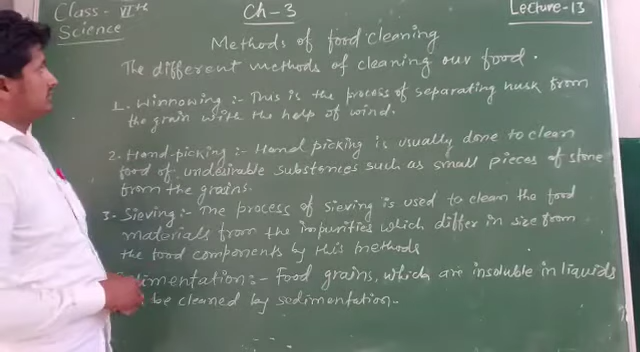 Class - VIth
Ch-3
Lecture-13
Science
Methods of food cleaning
The different methods of cleaning our food.
1. Winnowing :- This is the process of separating husk from
the grain with the help of wind.
2. Hand-picking :- Hand picking is usually done to clean
food of undesirable substances such as small pieces of stone
from the grains.
3. Sieving :- The process of sieving is used to clean the food
materials from the impurities which differ in size from
the food components by this methods
dimentation :- Food grains, which are insoluble in liquids
be cleaned by sedimentation.